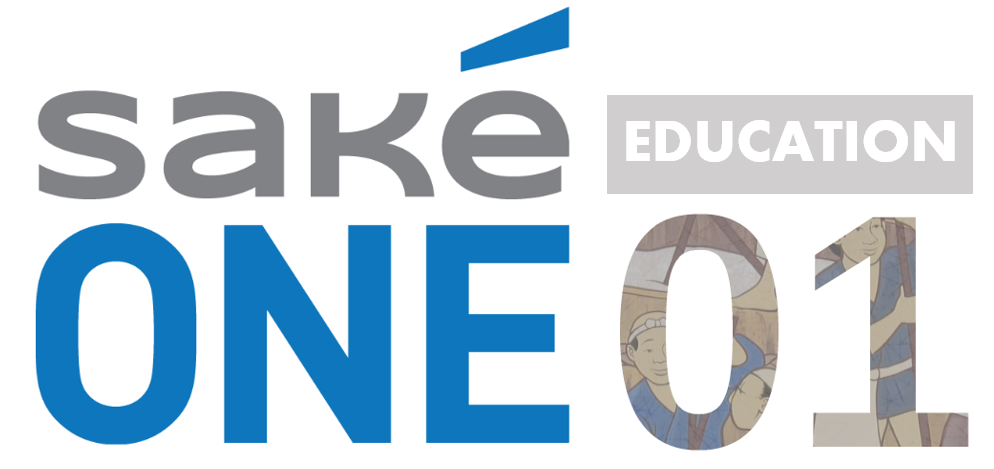 saké
ONE
EDUCATION
01